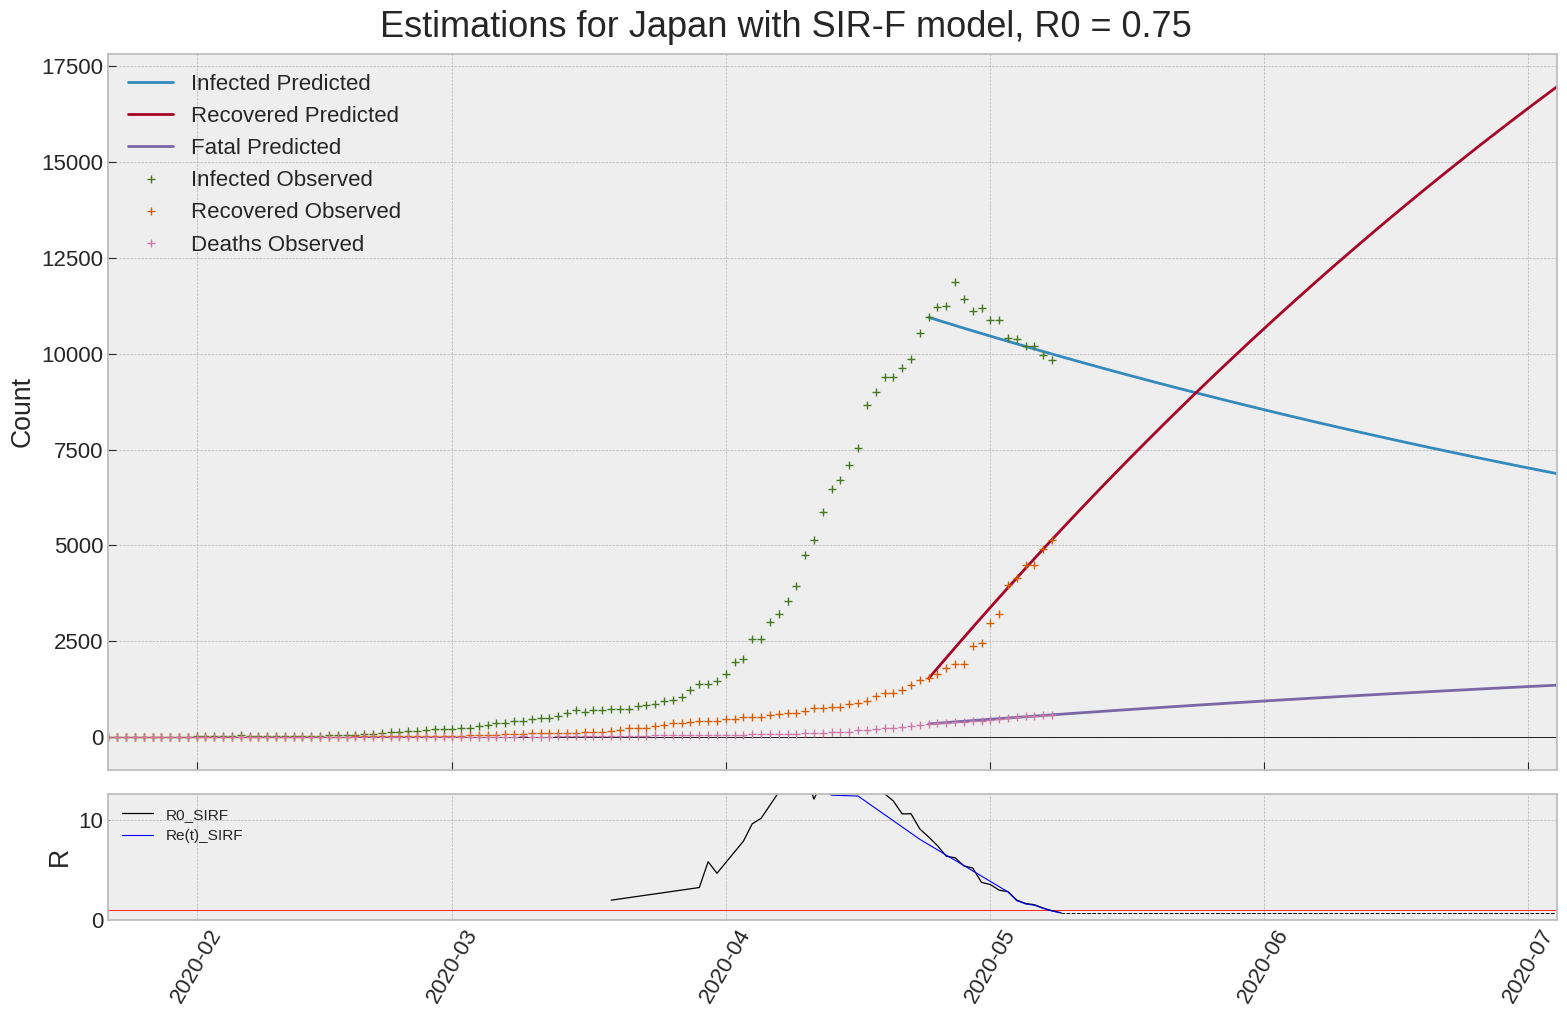 Estimations for Japan with SIR-F model, R0 = 0.75
17500
15000
12500
10000
7500
5000
2500
0
Count
Infected Predicted
Recovered Predicted
Fatal Predicted
Infected Observed
Recovered Observed
Deaths Observed
10
0
R
R0_SIRF
Re(t)_SIRF
2020-02
2020-03
2020-04
2020-05
2020-06
2020-07